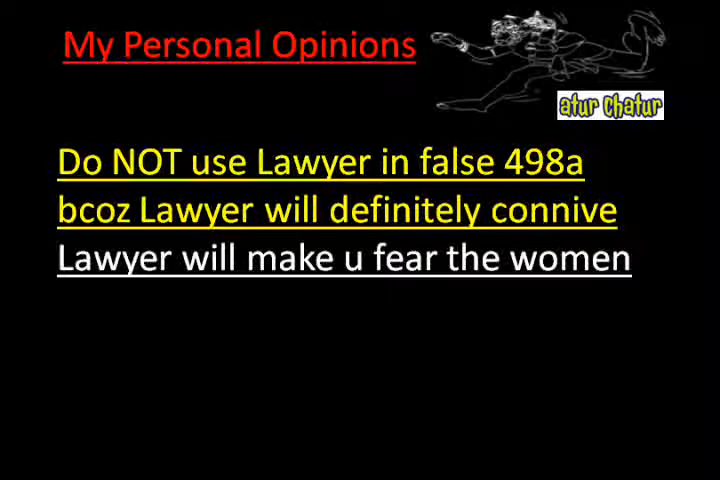 My Personal Opinions
atur chatur
Do NOT use Lawyer in false 498a
bcoz Lawyer will definitely connive
Lawyer will make u fear the women